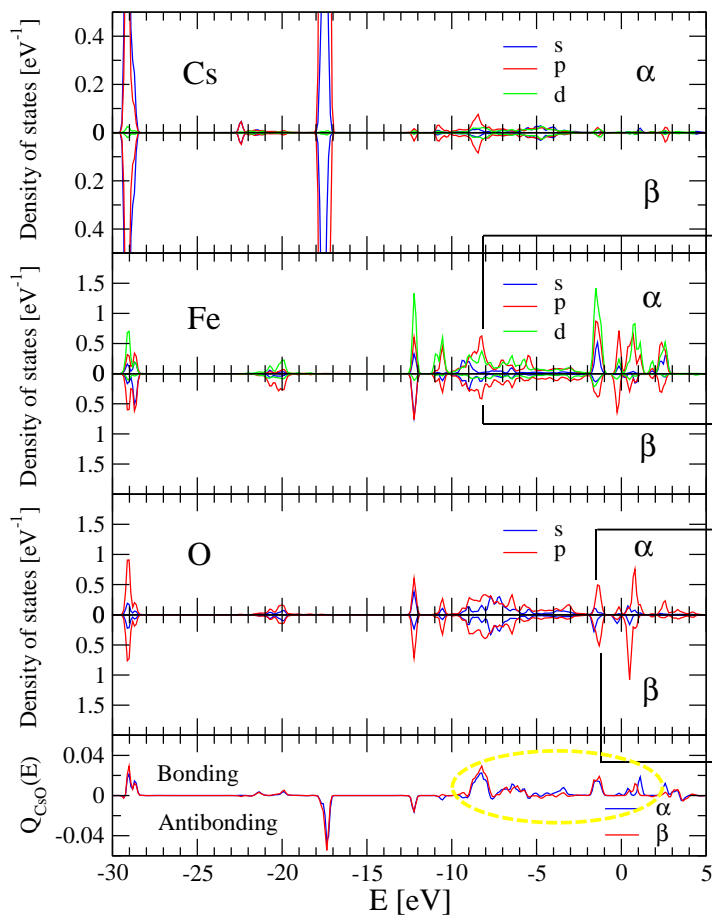 0.4
0.2
0
0.2
0.4
Density of states [eV⁻¹]
Cs
s
p
d
α
β
1.5
1
0.5
0
0.5
1
1.5
Density of states [eV⁻¹]
Fe
s
p
d
α
β
1.5
1
0.5
0
0.5
1
1.5
Density of states [eV⁻¹]
O
s
p
α
β
0.04
0
-0.04
Q_CsO(E)
Bonding
Antibonding
α
β
-30 -25 -20 -15 -10 -5 0 5
E [eV]